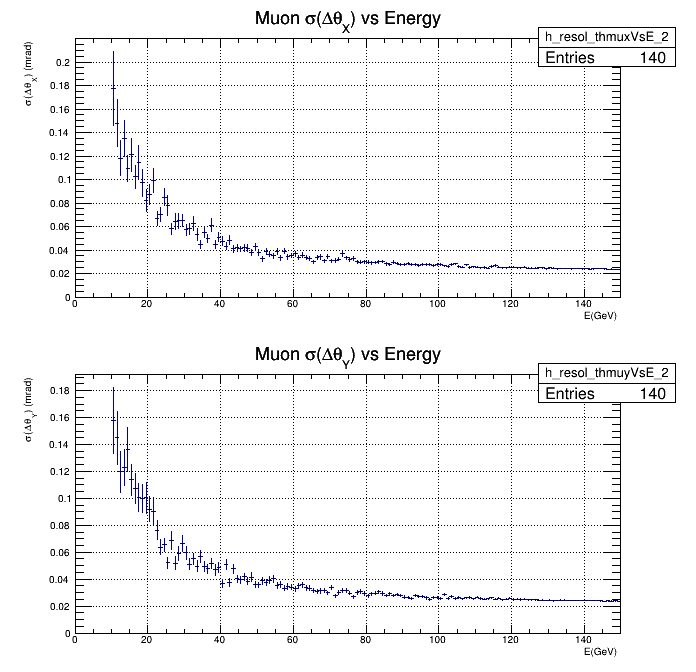 Muon σ(Δθ_X) vs Energy
h_resol_thmuxVsE_2
Entries 140
σ(Δθ_X) (mrad)
0.2
0.18
0.16
0.14
0.12
0.1
0.08
0.06
0.04
0.02
0
0 20 40 60 80 100 120 140
E(GeV)
Muon σ(Δθ_Y) vs Energy
h_resol_thmuyVsE_2
Entries 140
σ(Δθ_Y) (mrad)
0.18
0.16
0.14
0.12
0.1
0.08
0.06
0.04
0.02
0
0 20 40 60 80 100 120 140
E(GeV)